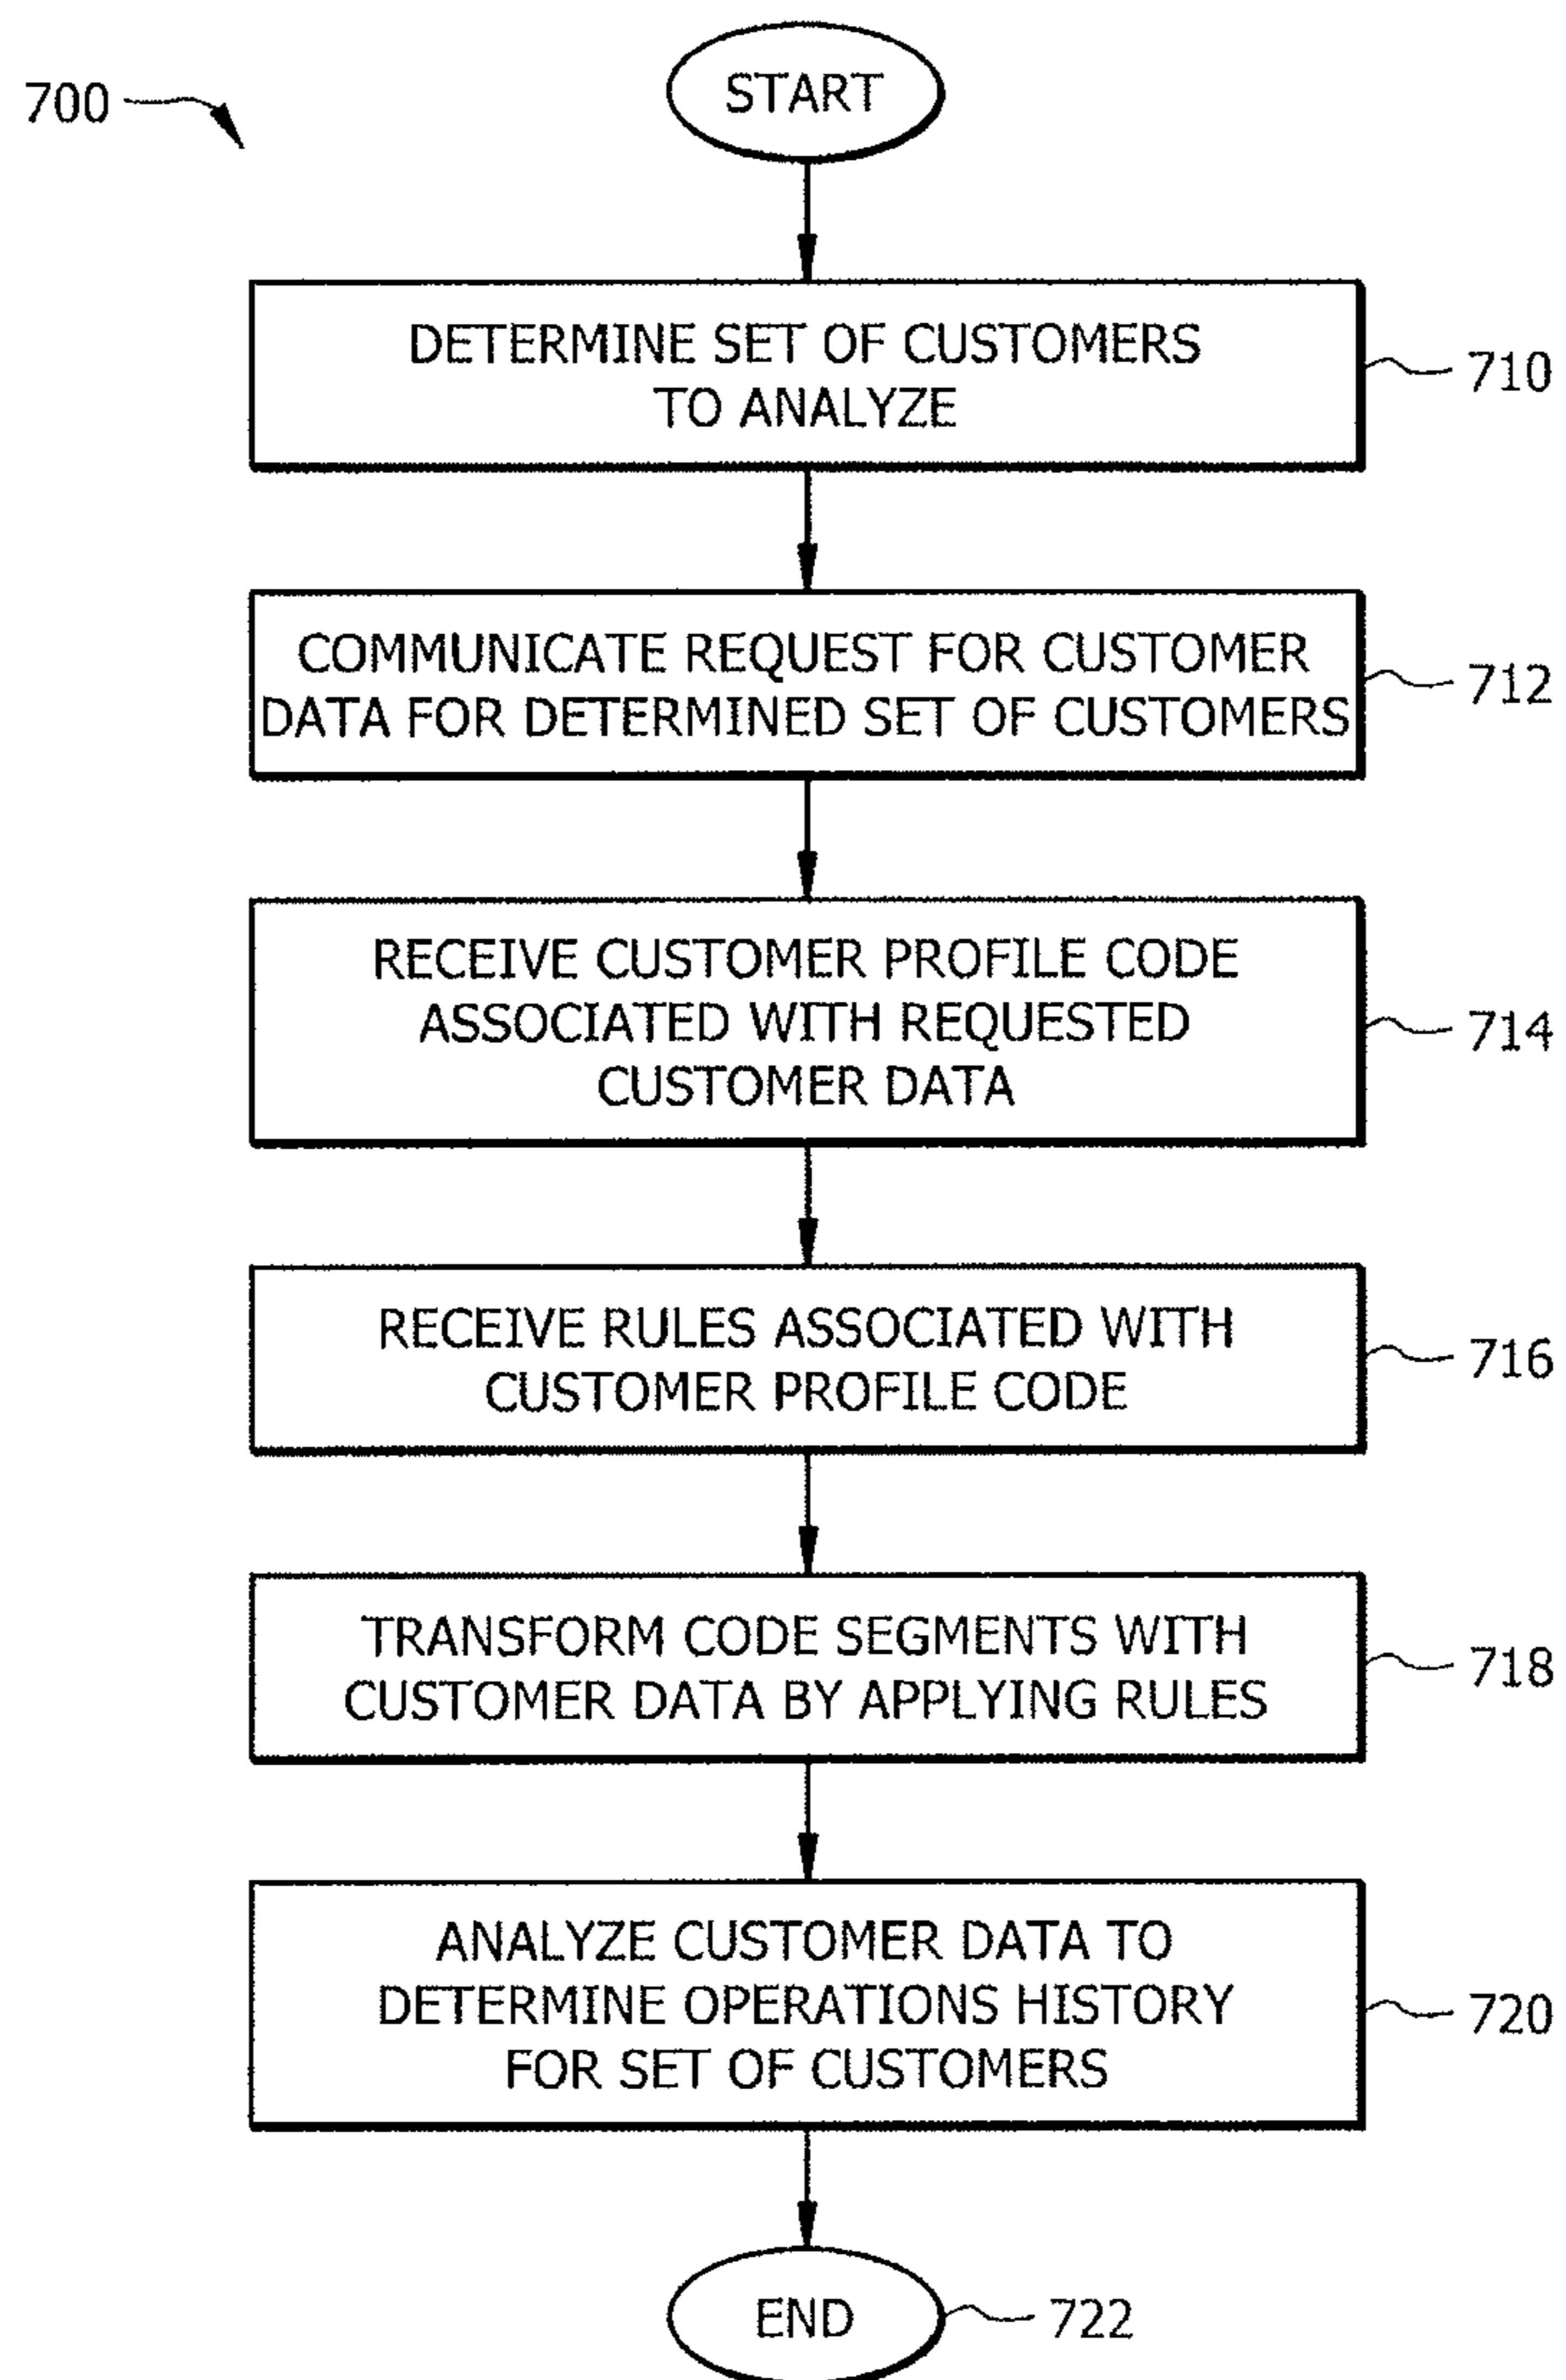 700
START
DETERMINE SET OF CUSTOMERS
TO ANALYZE
710
COMMUNICATE REQUEST FOR CUSTOMER
DATA FOR DETERMINED SET OF CUSTOMERS
712
RECEIVE CUSTOMER PROFILE CODE
ASSOCIATED WITH REQUESTED
CUSTOMER DATA
714
RECEIVE RULES ASSOCIATED WITH
CUSTOMER PROFILE CODE
716
TRANSFORM CODE SEGMENTS WITH
CUSTOMER DATA BY APPLYING RULES
718
ANALYZE CUSTOMER DATA TO
DETERMINE OPERATIONS HISTORY
FOR SET OF CUSTOMERS
720
END
722